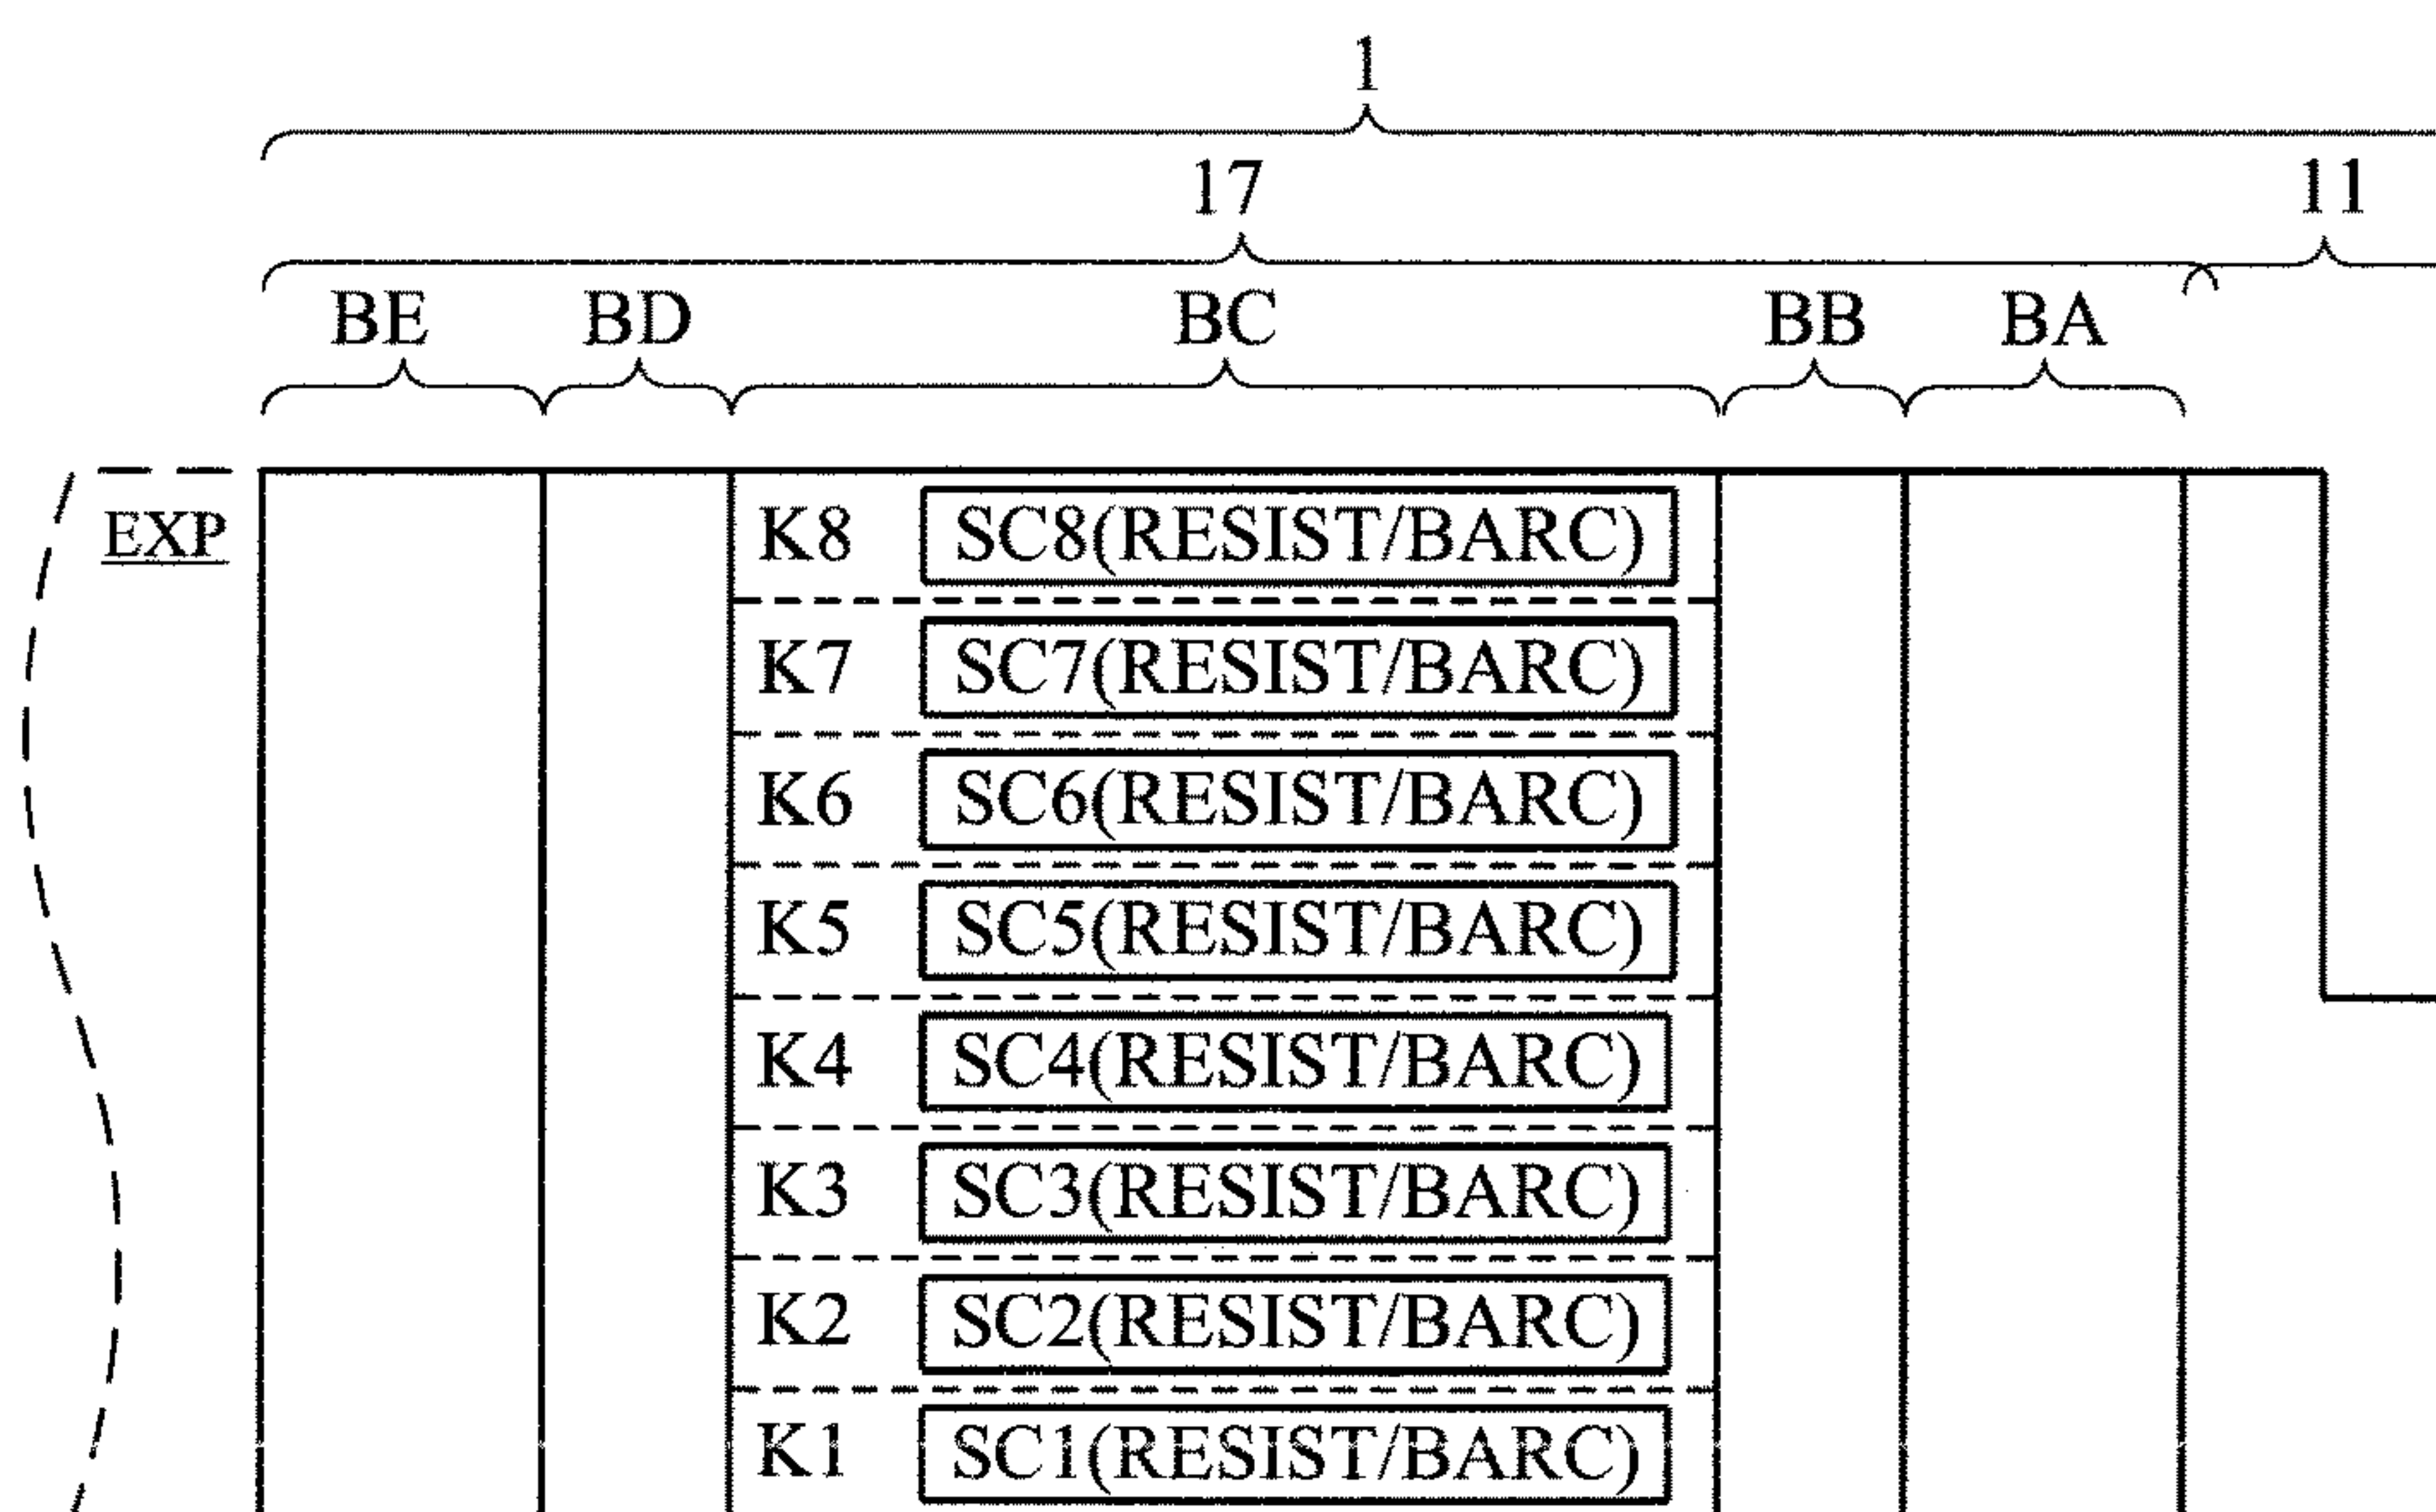 1
17 11
BE BD BC BB BA
EXP
K8 SC8(RESIST/BARC)
K7 SC7(RESIST/BARC)
K6 SC6(RESIST/BARC)
K5 SC5(RESIST/BARC)
K4 SC4(RESIST/BARC)
K3 SC3(RESIST/BARC)
K2 SC2(RESIST/BARC)
K1 SC1(RESIST/BARC)